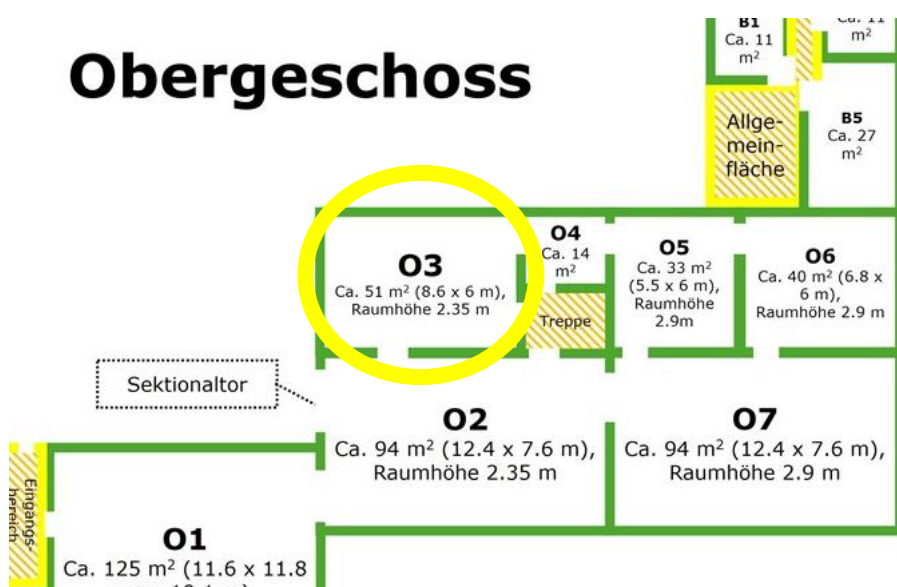 Obergeschoss
B1
Ca. 11
m²
Ca. 11
m²
Allge-
mein-
fläche
B5
Ca. 27
m²
O3
Ca. 51 m² (8.6 x 6 m),
Raumhöhe 2.35 m
O4
Ca. 14
m²
Treppe
O5
Ca. 33 m²
(5.5 x 6 m),
Raumhöhe
2.9m
O6
Ca. 40 m² (6.8 x
6 m),
Raumhöhe 2.9 m
Sektionaltor
O2
Ca. 94 m² (12.4 x 7.6 m),
Raumhöhe 2.35 m
O7
Ca. 94 m² (12.4 x 7.6 m),
Raumhöhe 2.9 m
Eingangs-
bereich
O1
Ca. 125 m² (11.6 x 11.8